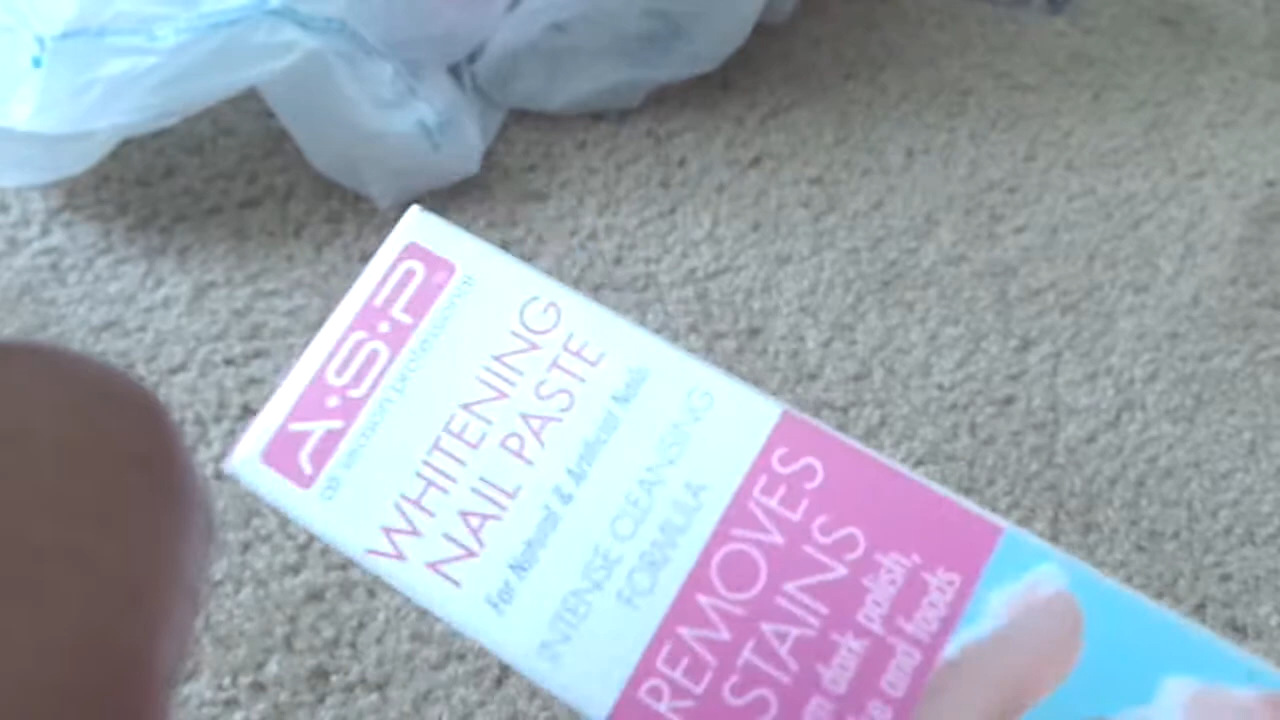 A·S·P
WHITENING
NAIL PASTE
For Natural & Artificial Nails
INTENSE CLEANSING
FORMULA
REMOVES
STAINS
dark polish,
and foods